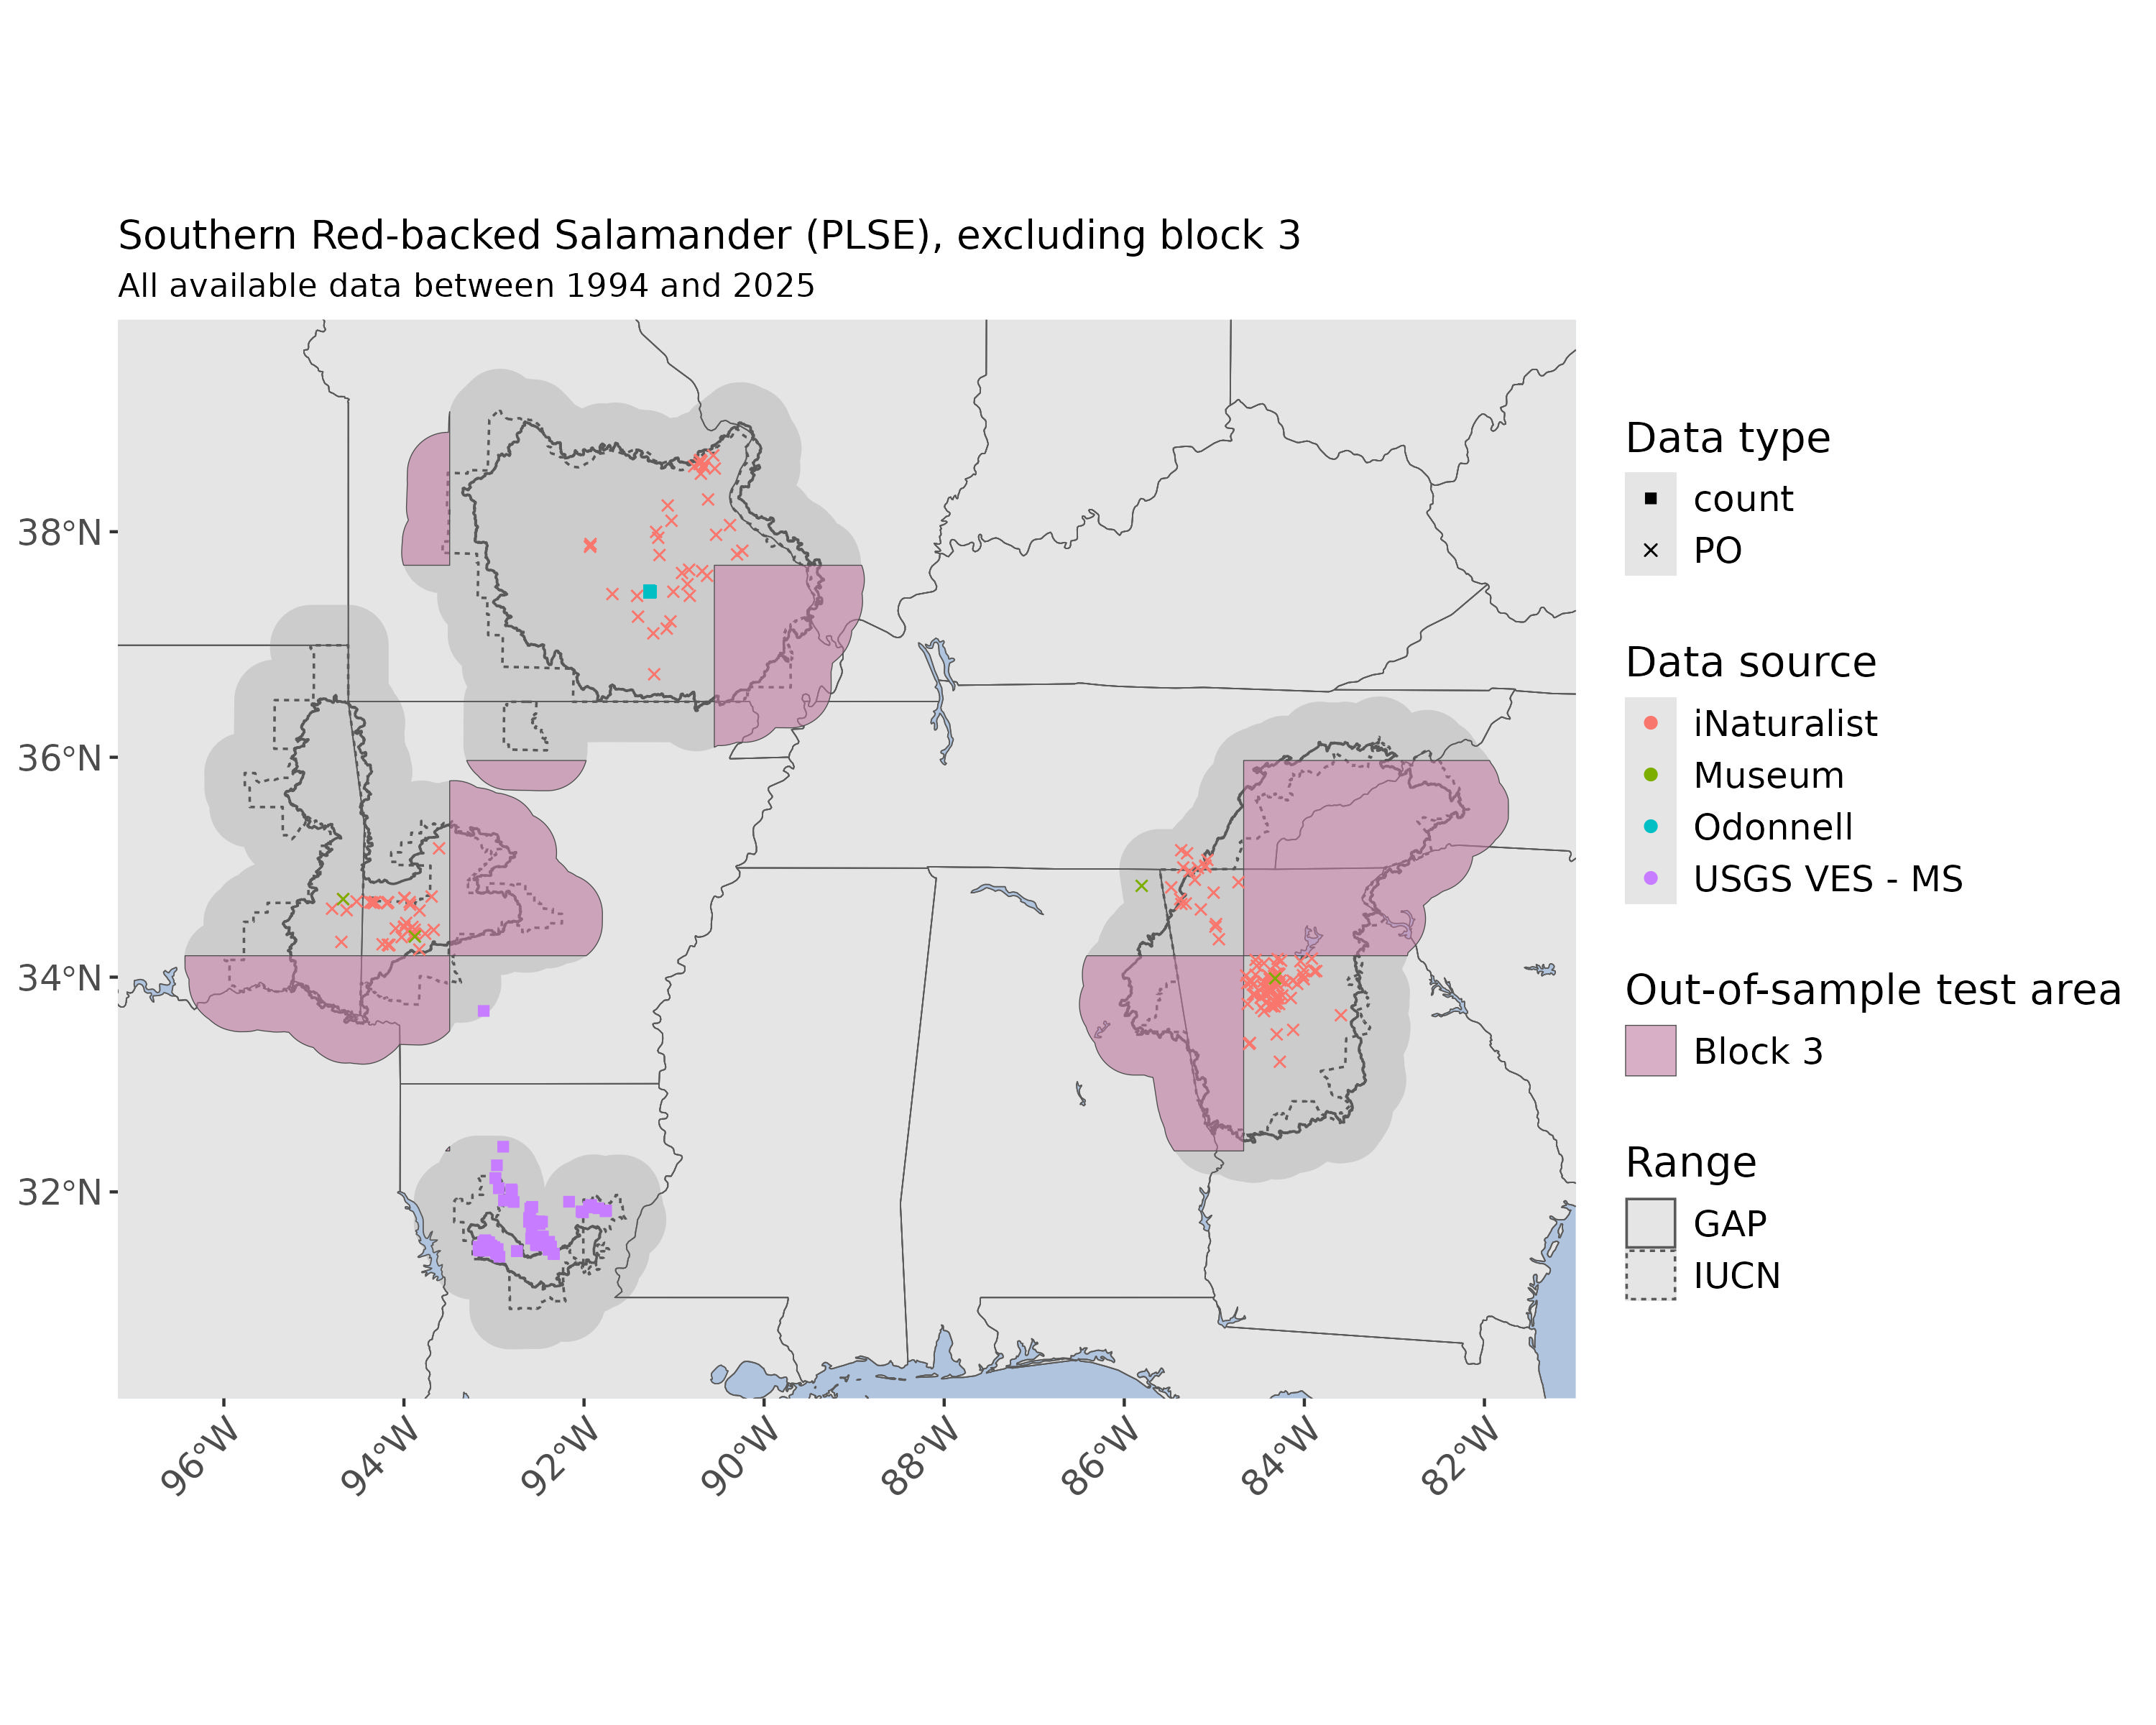 Southern Red-backed Salamander (PLSE), excluding block 3
All available data between 1994 and 2025
38°N
36°N
34°N
32°N
96°W
94°W
92°W
90°W
88°W
86°W
84°W
82°W
Data type
count
PO
Data source
iNaturalist
Museum
Odonnell
USGS VES - MS
Out-of-sample test area
Block 3
Range
GAP
IUCN